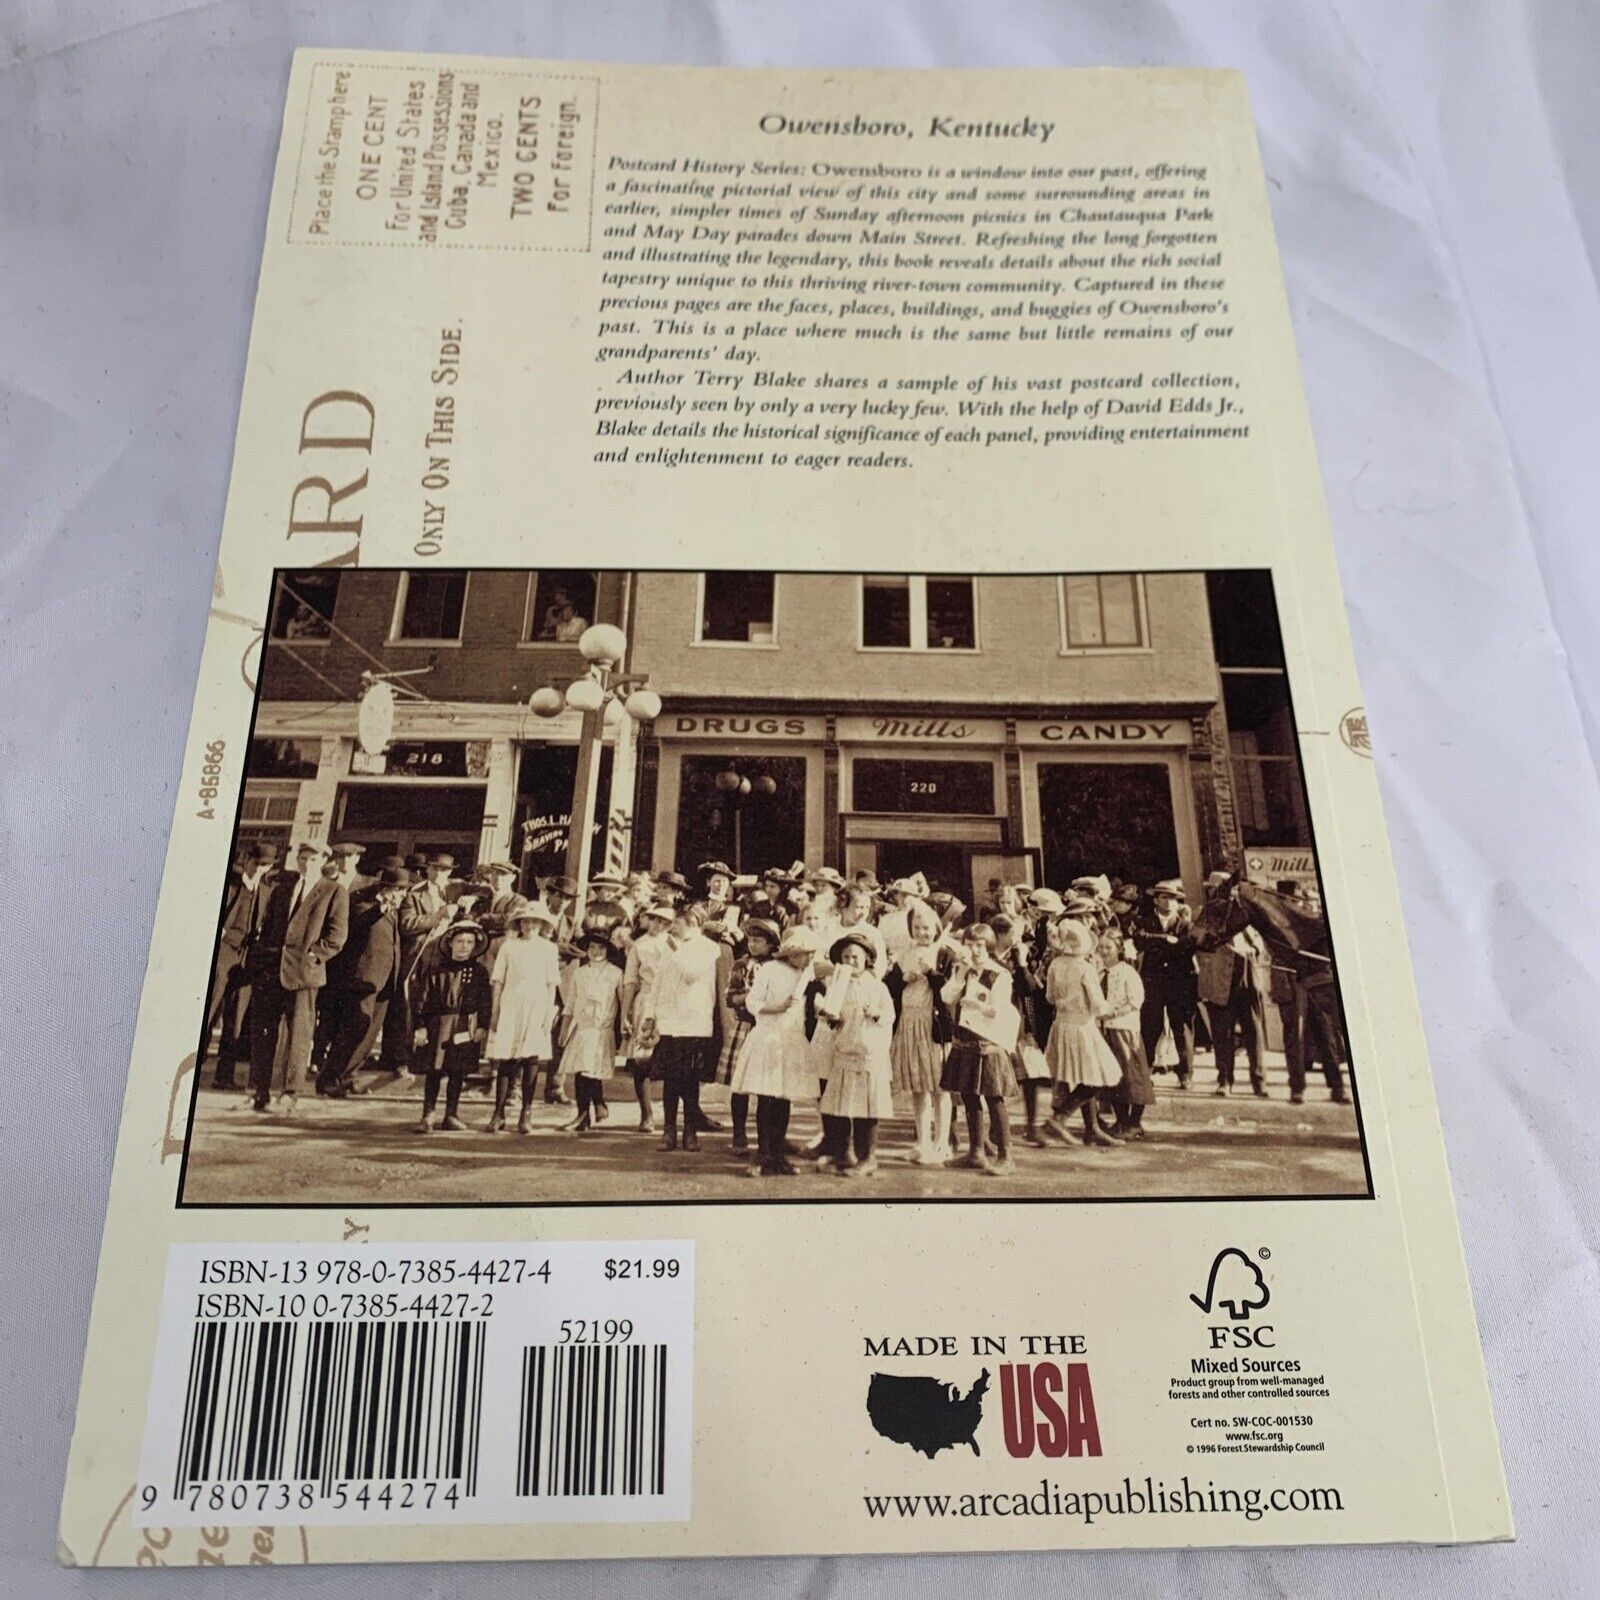 Place the Stamp here
ONE CENT
For United States
and Island Possessions
Cuba, Canada and
Mexico.
TWO CENTS
For Foreign.
Owensboro, Kentucky
Postcard History Series: Owensboro is a window into our past, offering
a fascinating pictorial view of this city and some surrounding areas in
earlier, simpler times of Sunday afternoon picnics in Chautauqua Park
and May Day parades down Main Street. Refreshing the long forgotten
and illustrating the legendary, this book reveals details about the rich social
tapestry unique to this thriving river-town community. Captured in these
precious pages are the faces, places, buildings, and buggies of Owensboro's
past. This is a place where much is the same but little remains of our
grandparents' day.
Author Terry Blake shares a sample of his vast postcard collection,
previously seen by only a very lucky few. With the help of David Edds Jr.,
Blake details the historical significance of each panel, providing entertainment
and enlightenment to eager readers.
ARD
ONLY ON THIS SIDE.
A-85866
DRUGS Mills CANDY
218
220
THOS. L.
SHAVING
Mills
ISBN-13 978-0-7385-4427-4 $21.99
ISBN-10 0-7385-4427-2
52199
9 780738 544274
MADE IN THE
USA
FSC
Mixed Sources
Product group from well-managed
forests and other controlled sources
Cert no. SW-COC-001530
www.fsc.org
© 1996 Forest Stewardship Council
www.arcadiapublishing.com